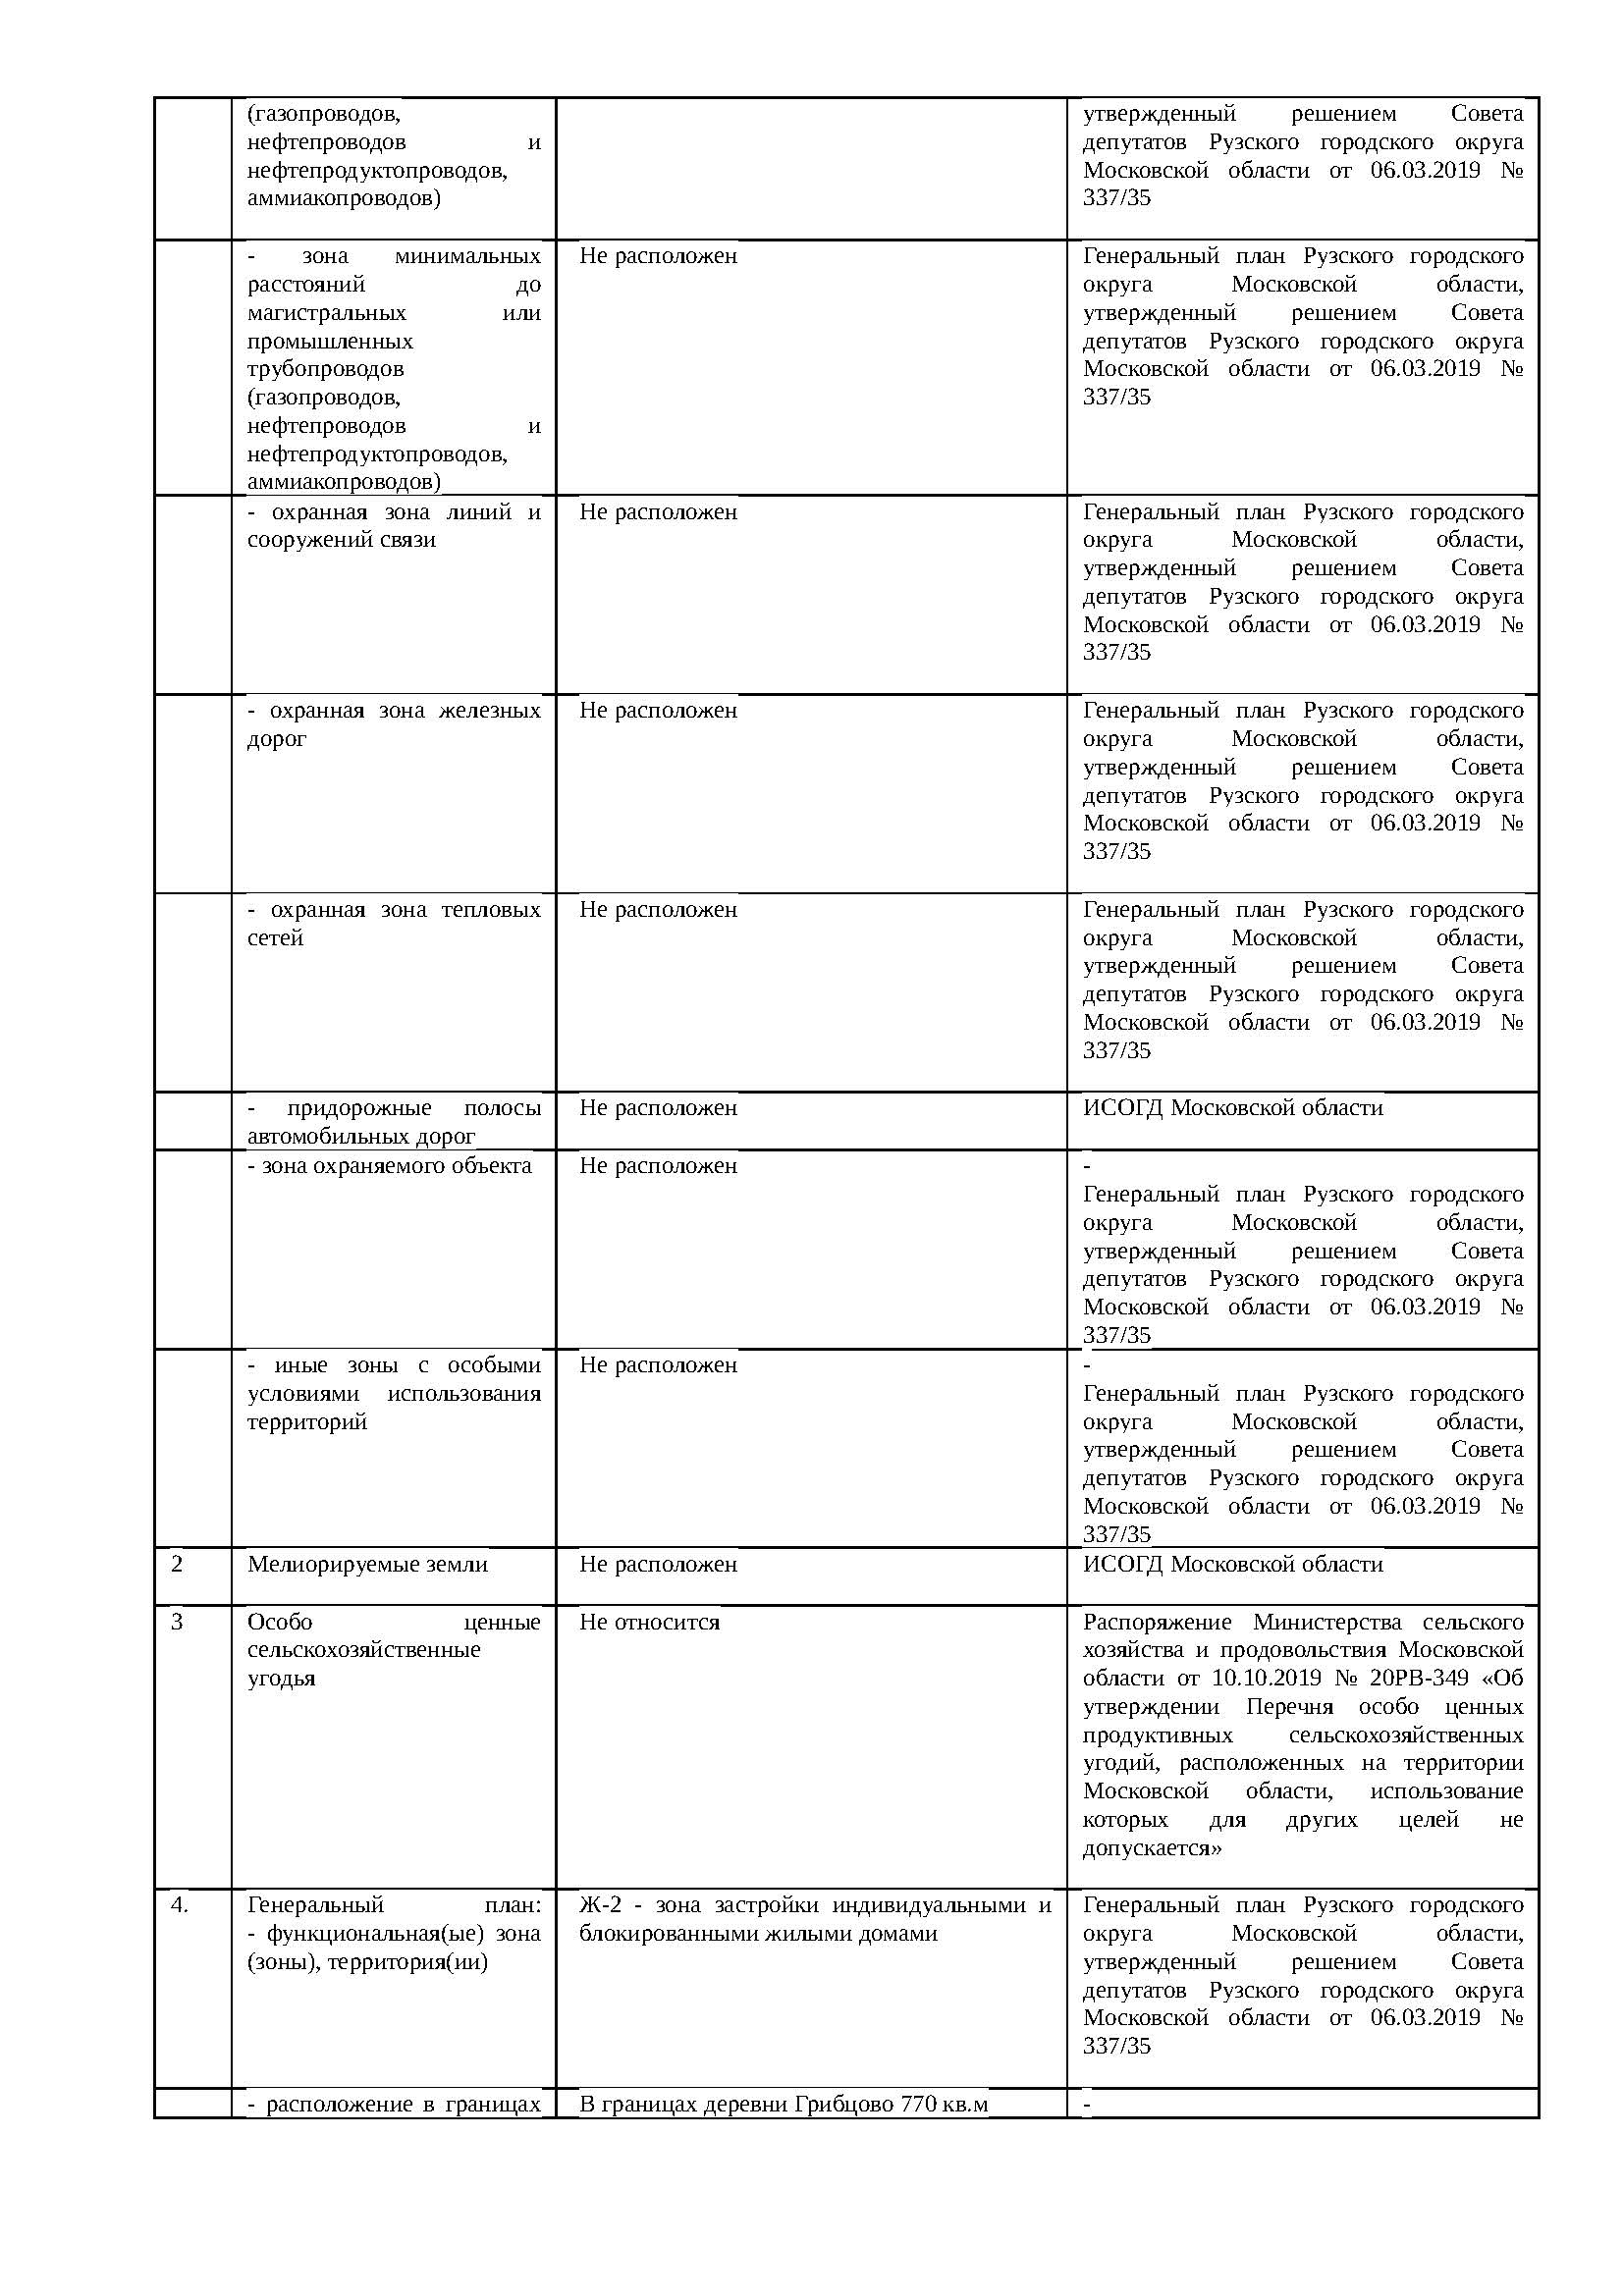 (газопроводов,
нефтепроводов и
нефтепродуктопроводов,
аммиакопроводов)
утвержденный решением Совета
депутатов Рузского городского округа
Московской области от 06.03.2019 №
337/35
- зона минимальных
расстояний до
магистральных или
промышленных
трубопроводов
(газопроводов,
нефтепроводов и
нефтепродуктопроводов,
аммиакопроводов)
Не расположен
Генеральный план Рузского городского
округа Московской области,
утвержденный решением Совета
депутатов Рузского городского округа
Московской области от 06.03.2019 №
337/35
- охранная зона линий и
сооружений связи
Не расположен
Генеральный план Рузского городского
округа Московской области,
утвержденный решением Совета
депутатов Рузского городского округа
Московской области от 06.03.2019 №
337/35
- охранная зона железных
дорог
Не расположен
Генеральный план Рузского городского
округа Московской области,
утвержденный решением Совета
депутатов Рузского городского округа
Московской области от 06.03.2019 №
337/35
- охранная зона тепловых
сетей
Не расположен
Генеральный план Рузского городского
округа Московской области,
утвержденный решением Совета
депутатов Рузского городского округа
Московской области от 06.03.2019 №
337/35
- придорожные полосы
автомобильных дорог
Не расположен
ИСОГД Московской области
- зона охраняемого объекта
Не расположен
-
Генеральный план Рузского городского
округа Московской области,
утвержденный решением Совета
депутатов Рузского городского округа
Московской области от 06.03.2019 №
337/35
- иные зоны с особыми
условиями использования
территорий
Не расположен
-
Генеральный план Рузского городского
округа Московской области,
утвержденный решением Совета
депутатов Рузского городского округа
Московской области от 06.03.2019 №
337/35
2
Мелиорируемые земли
Не расположен
ИСОГД Московской области
3
Особо ценные
сельскохозяйственные
угодья
Не относится
Распоряжение Министерства сельского
хозяйства и продовольствия Московской
области от 10.10.2019 № 20РВ-349 «Об
утверждении Перечня особо ценных
продуктивных сельскохозяйственных
угодий, расположенных на территории
Московской области, использование
которых для других целей не
допускается»
4.
Генеральный план:
- функциональная(ые) зона
(зоны), территория(ии)
Ж-2 - зона застройки индивидуальными и
блокированными жилыми домами
Генеральный план Рузского городского
округа Московской области,
утвержденный решением Совета
депутатов Рузского городского округа
Московской области от 06.03.2019 №
337/35
- расположение в границах
В границах деревни Грибцово 770 кв.м
-